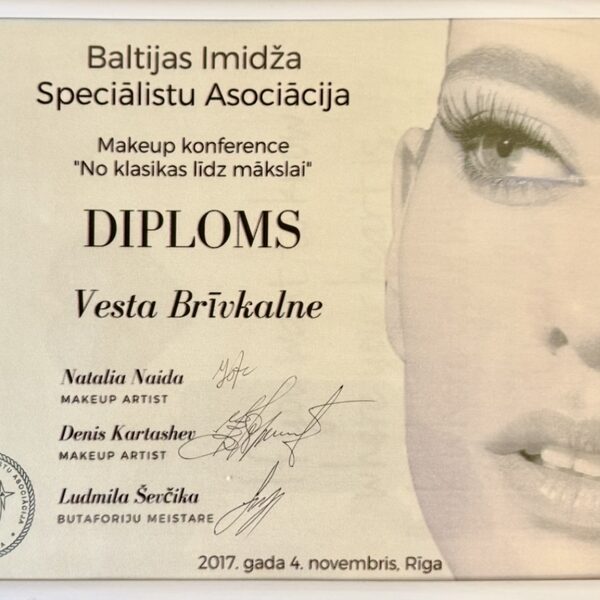 Baltijas Imidža
Speciālistu Asociācija
Makeup konference
"No klasikas līdz mākslai"
DIPLOMS
Vesta Brīvkalne
Natalia Naida
MAKEUP ARTIST
Denis Kartashev
MAKEUP ARTIST
Ludmila Ševčika
BUTAFORIJU MEISTARE
2017. gada 4. novembris, Rīga